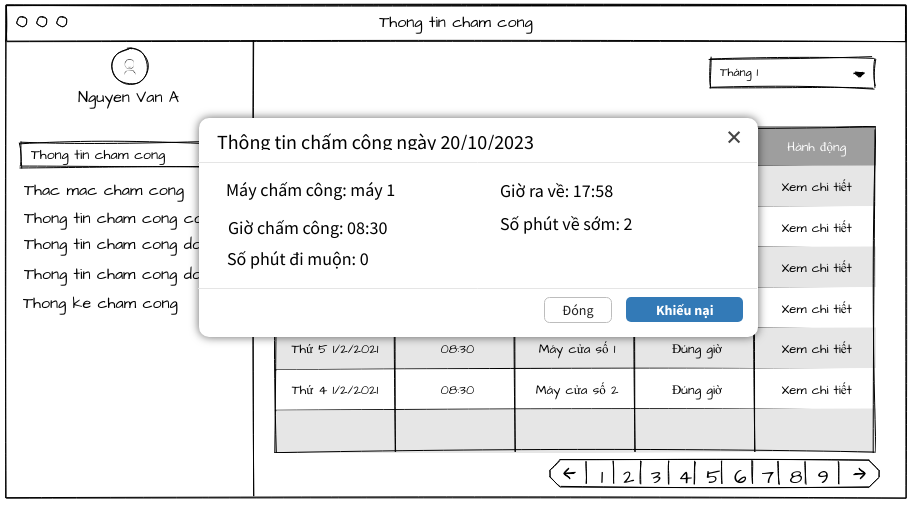 Thong tin cham cong
Nguyen Van A
Tháng 1
Thong tin cham cong
Thac mac cham cong
Thong tin cham cong
Thong tin cham cong
Thong tin cham cong
Thong ke cham cong
Thông tin chấm công ngày 20/10/2023
Máy chấm công: máy 1
Giờ ra về: 17:58
Giờ chấm công: 08:30
Số phút về sớm: 2
Số phút đi muộn: 0
Đóng
Khiếu nại
Hành động
Xem chi tiết
Xem chi tiết
Xem chi tiết
Xem chi tiết
Thứ 5 1/2/2021 08:30 Máy cửa số 1 Đúng giờ Xem chi tiết
Thứ 4 1/2/2021 08:30 Máy cửa số 2 Đúng giờ Xem chi tiết
← 1 2 3 4 5 6 7 8 9 →